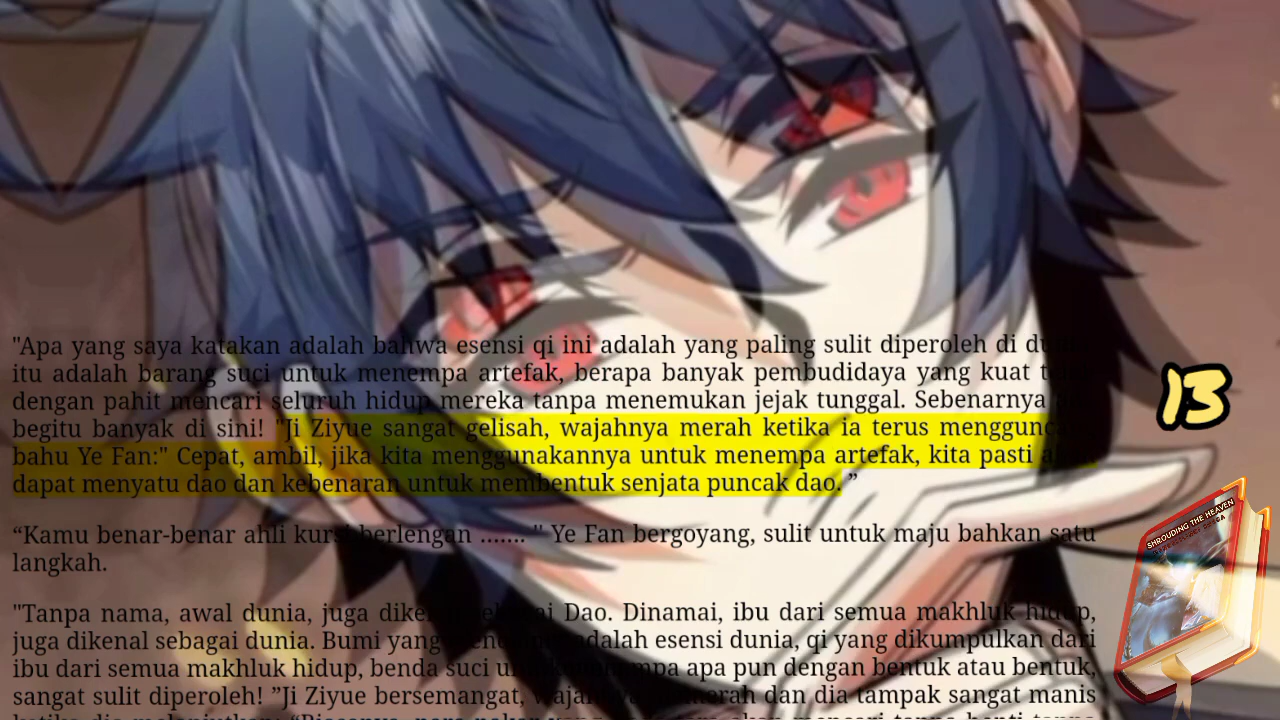 "Apa yang saya katakan adalah bahwa esensi qi ini adalah yang paling sulit diperoleh di
itu adalah barang suci untuk menempa artefak, berapa banyak pembudidaya yang kuat
dengan pahit mencari seluruh hidup mereka tanpa menemukan jejak tunggal. Sebenarnya
begitu banyak di sini! "Ji Ziyue sangat gelisah, wajahnya merah ketika ia terus
bahu Ye Fan:" Cepat, ambil, jika kita menggunakannya untuk menempa artefak, kita pasti
dapat menyatu dao dan kebenaran untuk membentuk senjata puncak dao. ”
“Kamu benar-benar ahli kursi berlengan ……." Ye Fan bergoyang, sulit untuk maju bahkan satu
langkah.
"Tanpa nama, awal dunia, juga Dao. Dinamai, ibu dari semua makhluk hidup,
juga dikenal sebagai dunia. Bumi yang adalah esensi dunia, qi yang dikumpulkan dari
ibu dari semua makhluk hidup, benda suci apa pun dengan bentuk atau bentuk,
sangat sulit diperoleh! ”Ji Ziyue bersemangat, merah dan dia tampak sangat manis
13
SHROUDING THE HEAVEN